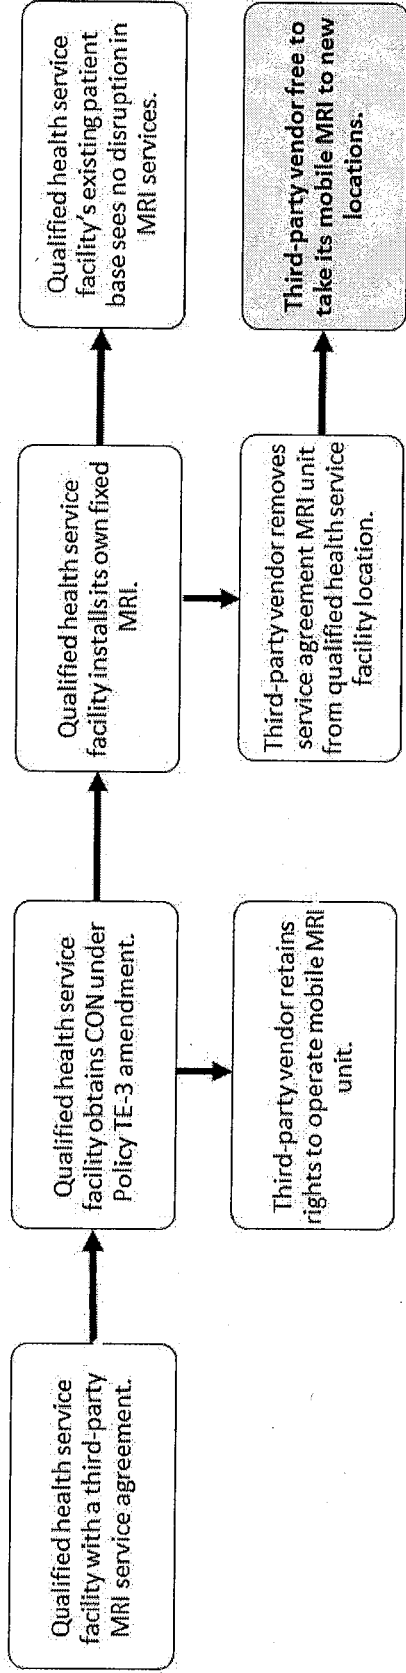 Qualified health service
facility with a third-party
MRI service agreement.
Qualified health service
facility obtains CON under
Policy TE-3 amendment.
Qualified health service
facility installs its own fixed
MRI.
Qualified health service
facility's existing patient
base sees no disruption in
MRI services.
Third-party vendor retains
rights to operate mobile MRI
unit.
Third-party vendor removes
service agreement MRI unit
from qualified health service
facility location.
Third-party vendor free to
take its mobile MRI to new
locations.